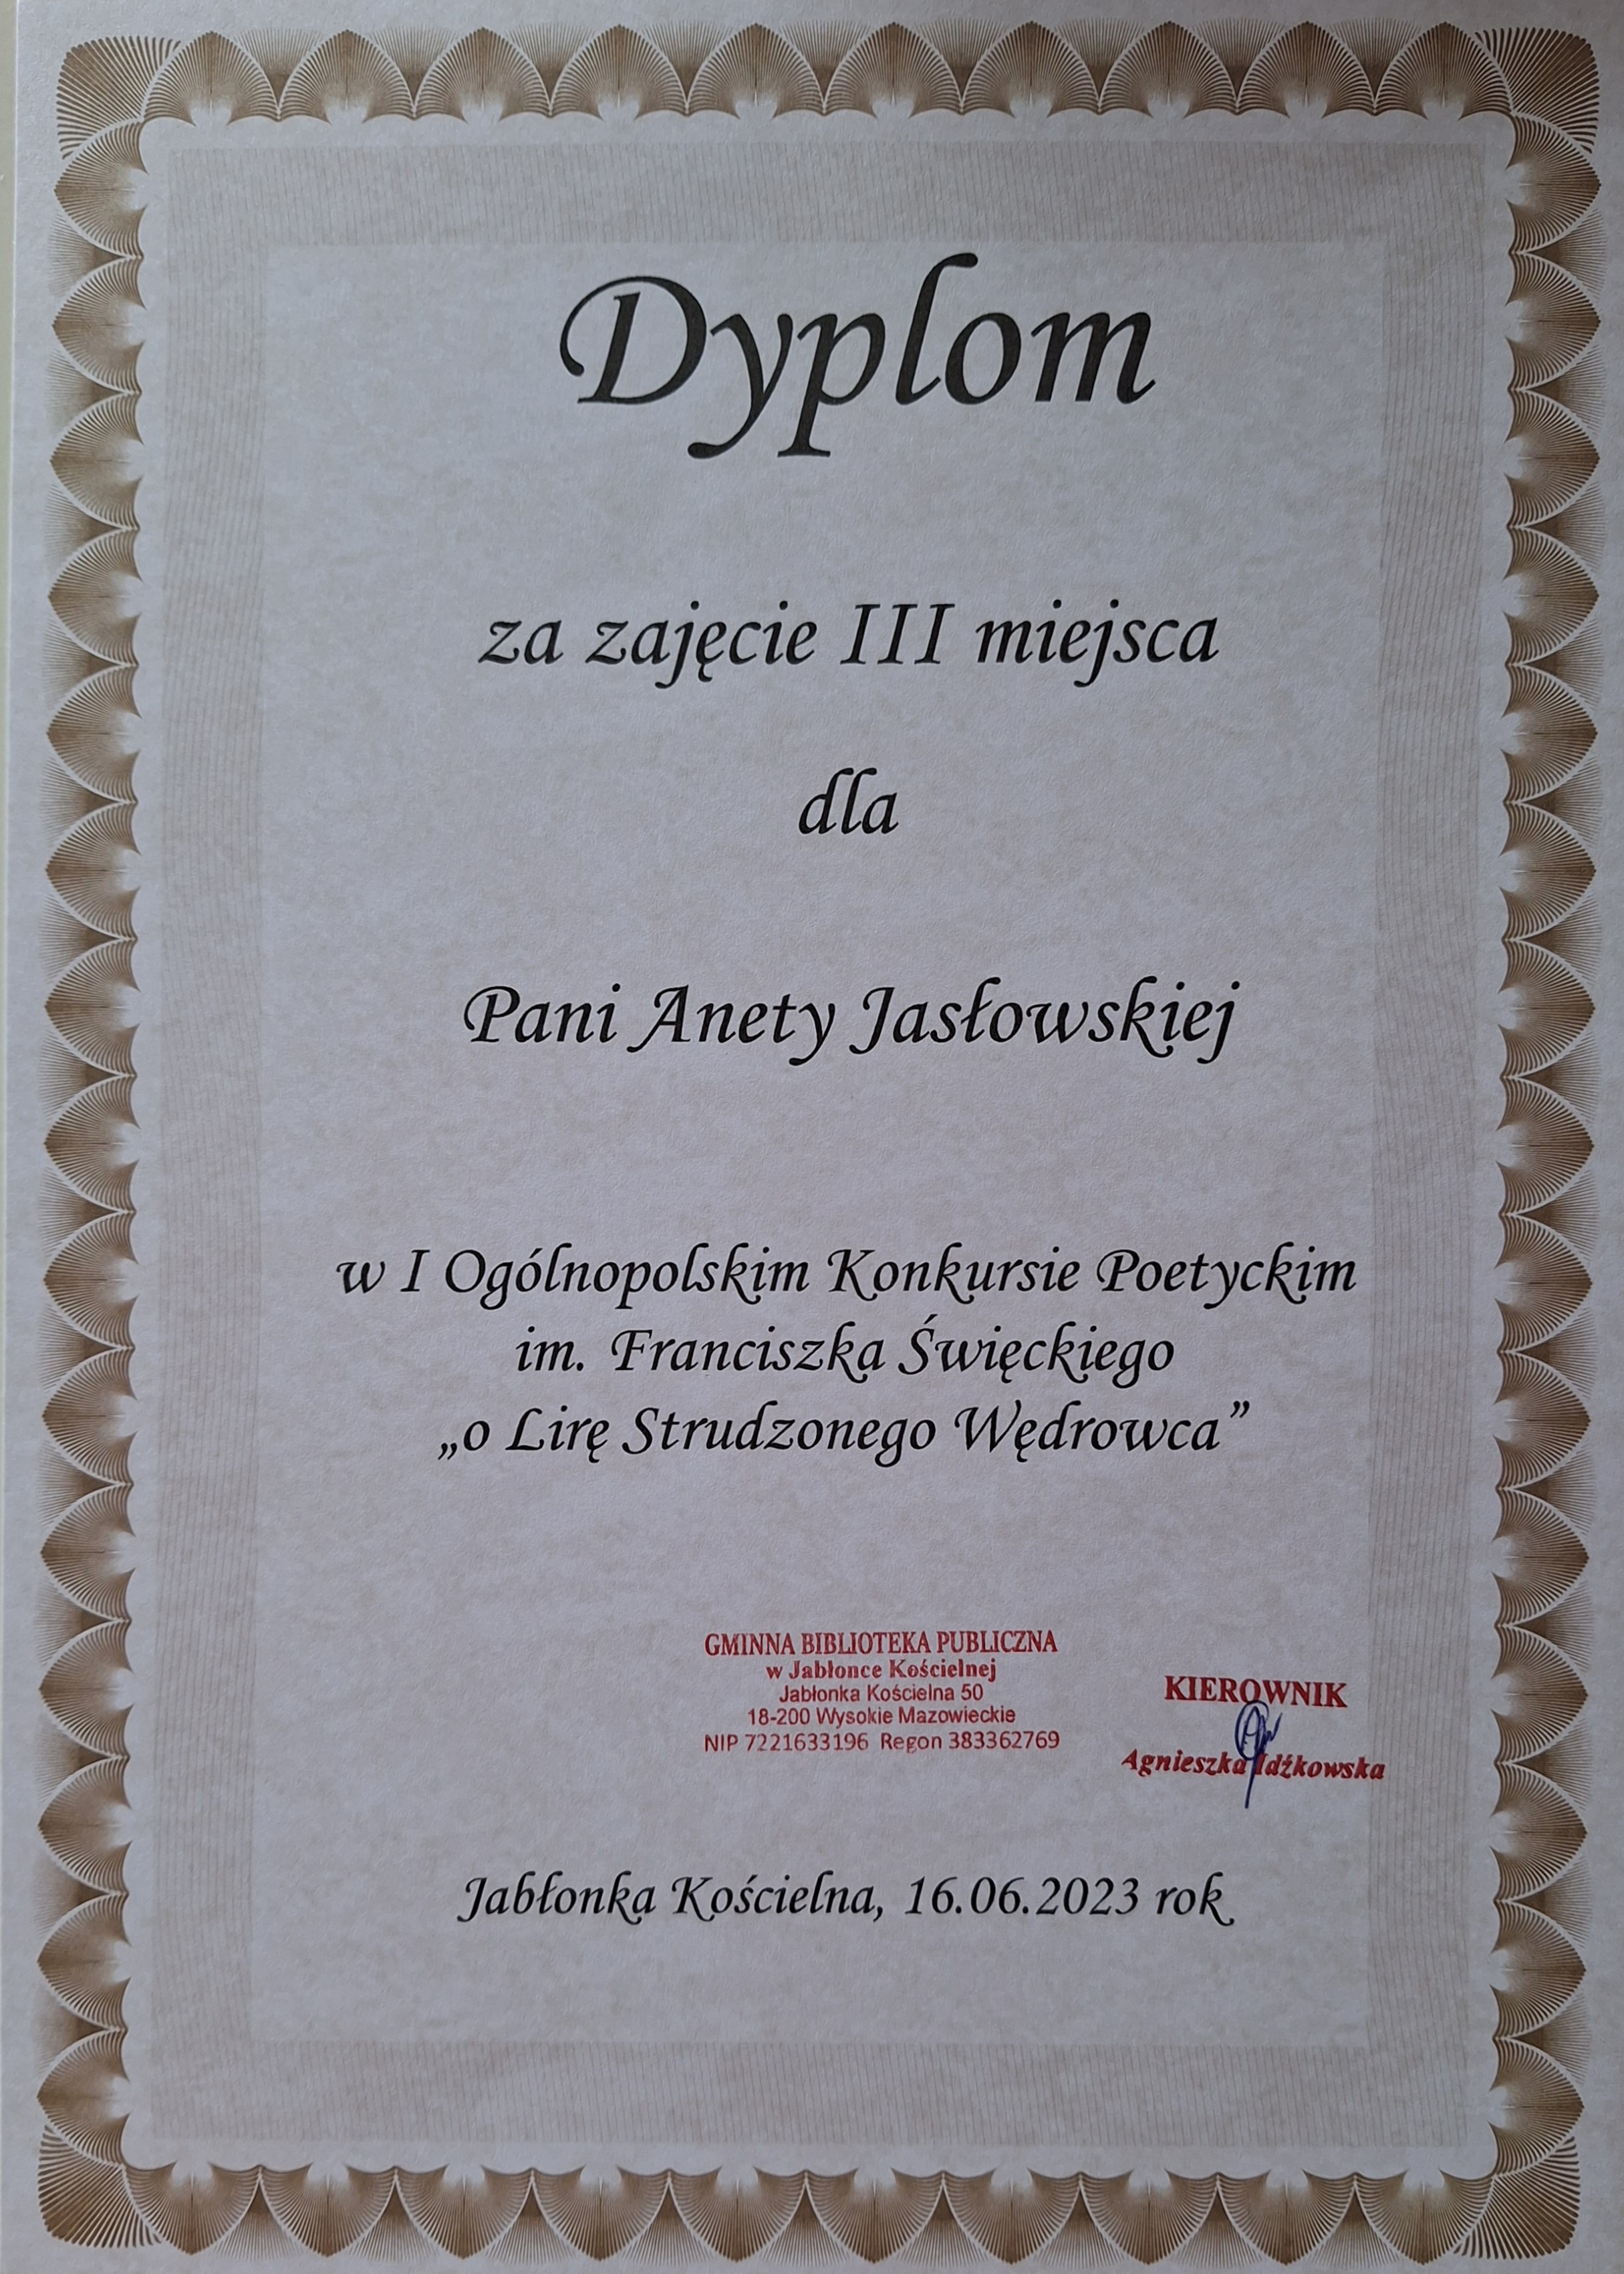 Dyplom
za zajęcie III miejsca
dla
Pani Anety Jasłowskiej
w I Ogólnopolskim Konkursie Poetyckim
im. Franciszka Święckiego
„o Lirę Strudzonego Wędrowca”
GMINNA BIBLIOTEKA PUBLICZNA
w Jabłonce Kościelnej
Jabłonka Kościelna 50
18-200 Wysokie Mazowieckie
NIP 7221633196 Regon 383362769
KIEROWNIK
Agnieszka Idźkowska
Jabłonka Kościelna, 16.06.2023 rok